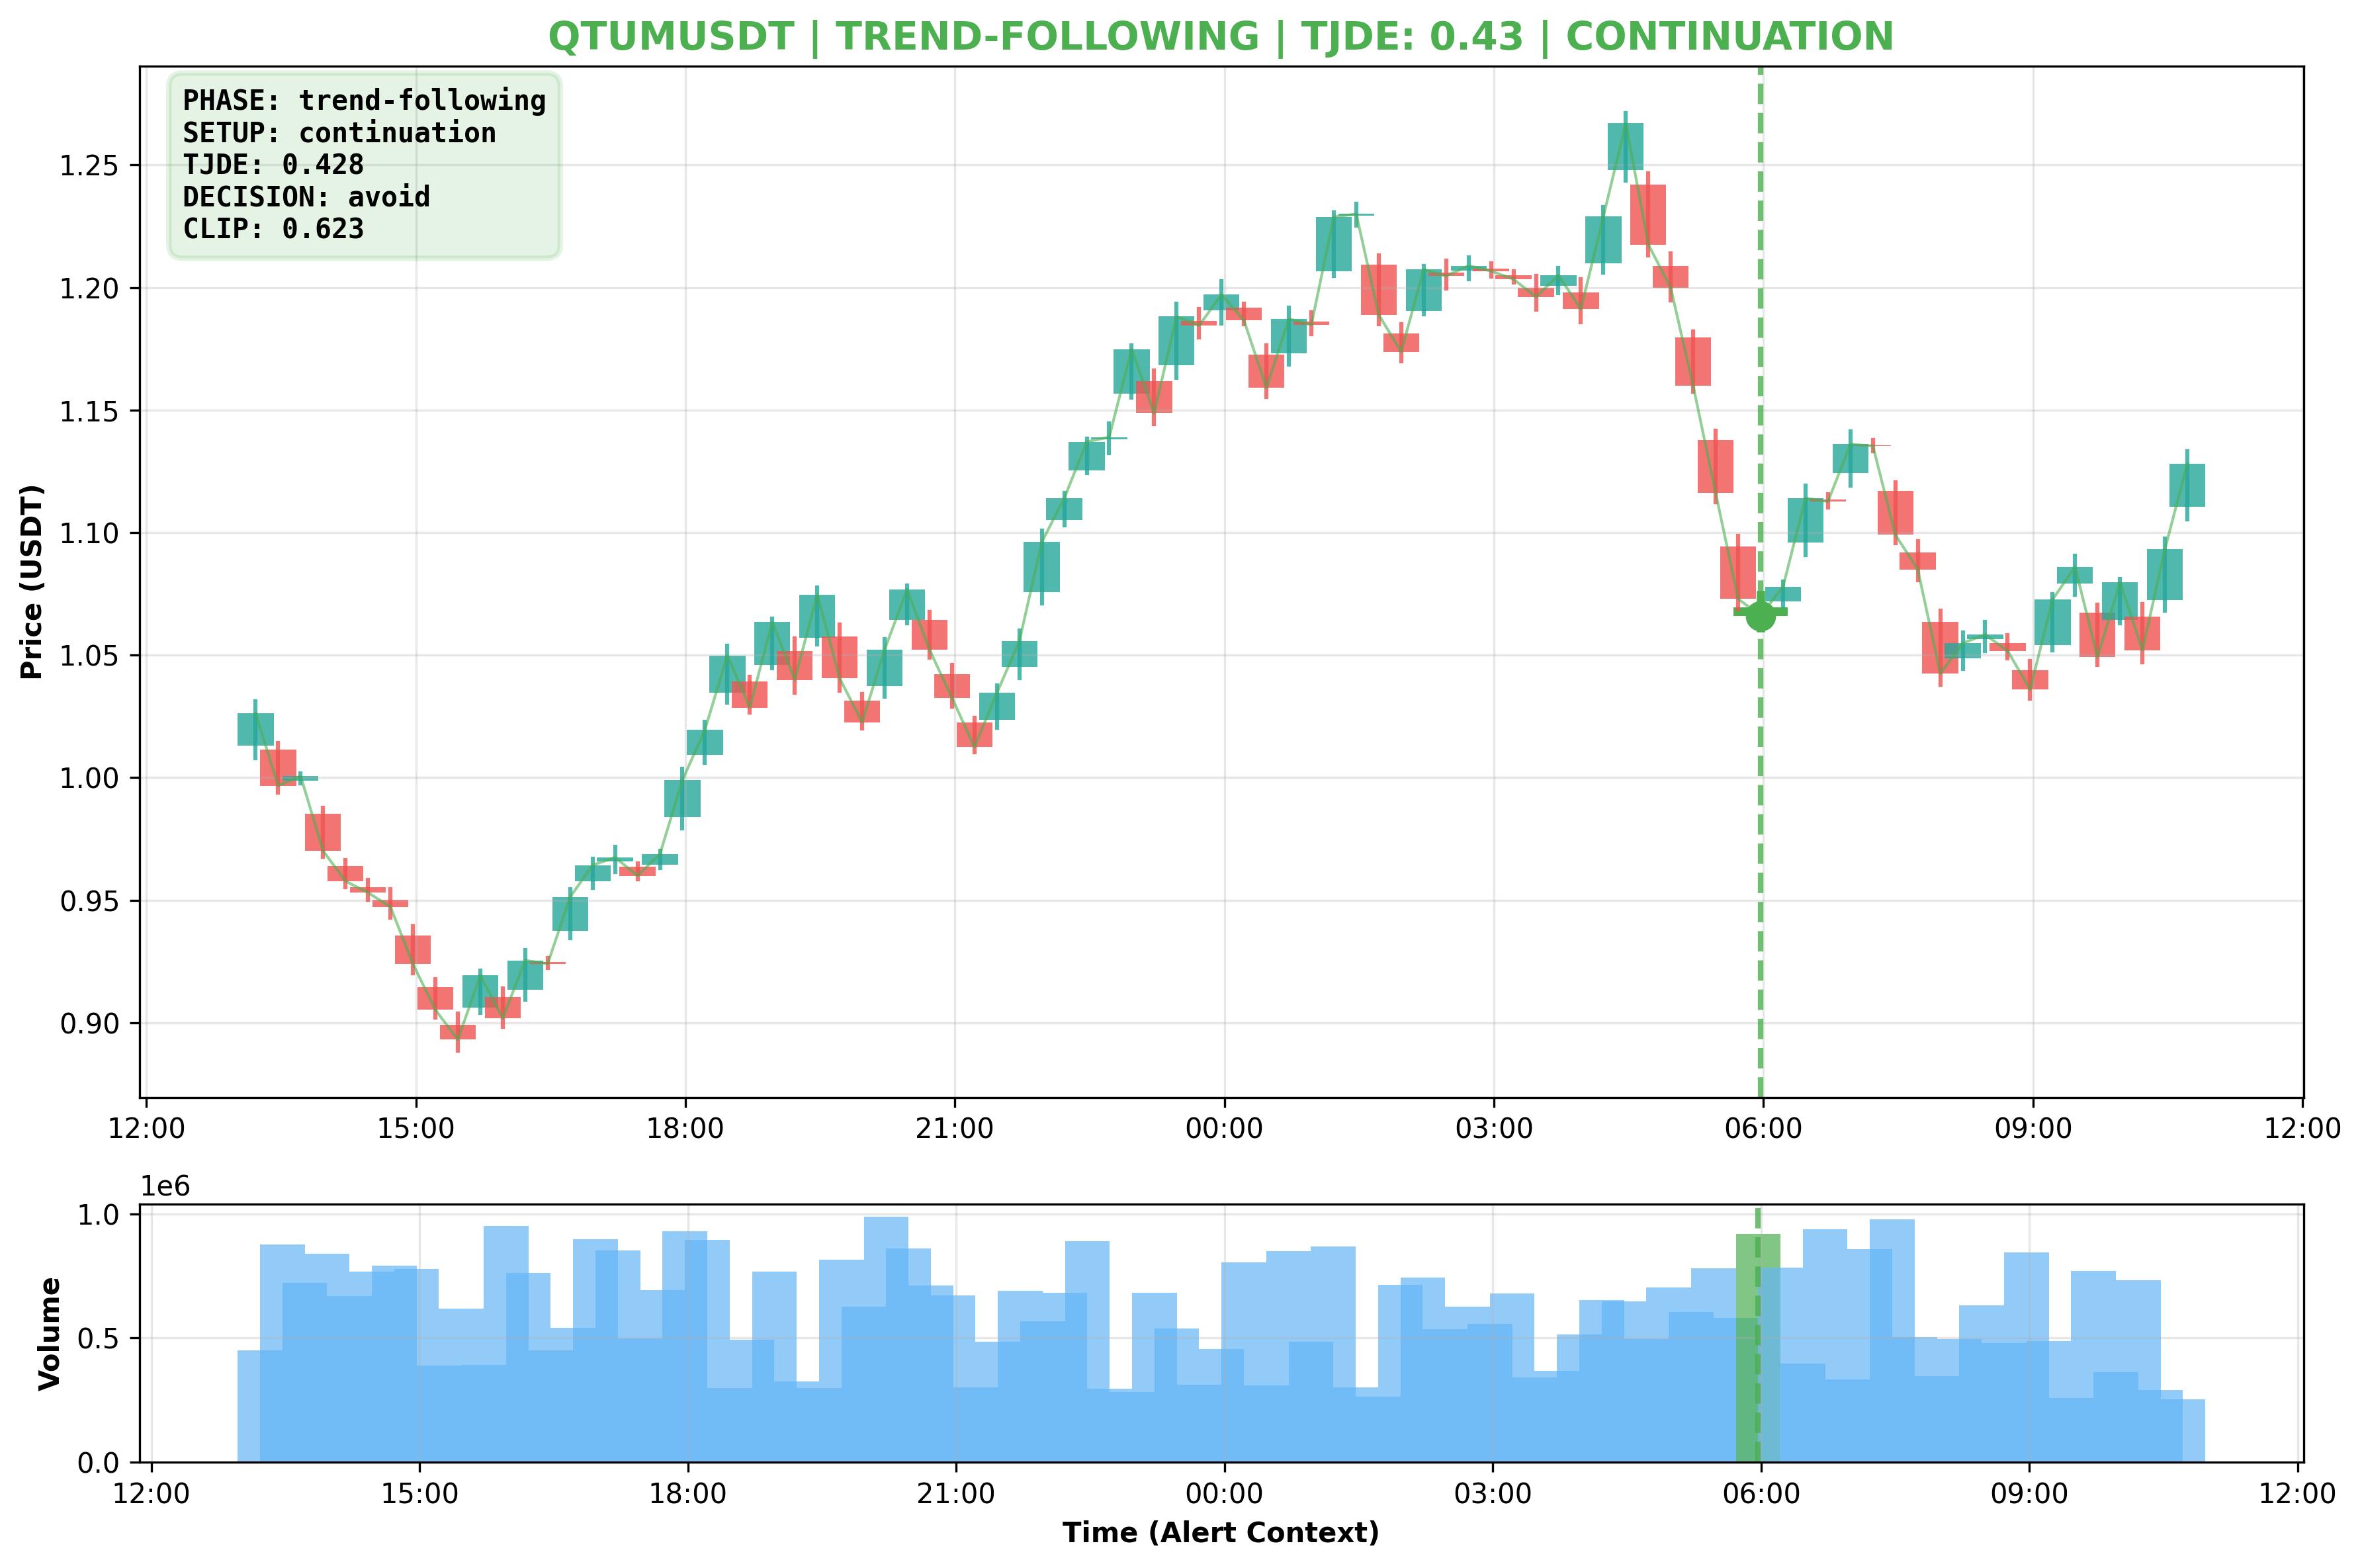 QTUMUSDT | TREND-FOLLOWING | TJDE: 0.43 | CONTINUATION
PHASE: trend-following
SETUP: continuation
TJDE: 0.428
DECISION: avoid
CLIP: 0.623
Price (USDT)
1.25
1.20
1.15
1.10
1.05
1.00
0.95
0.90
12:00 15:00 18:00 21:00 00:00 03:00 06:00 09:00 12:00
1e6
Volume
1.0
0.5
0.0
12:00 15:00 18:00 21:00 00:00 03:00 06:00 09:00 12:00
Time (Alert Context)